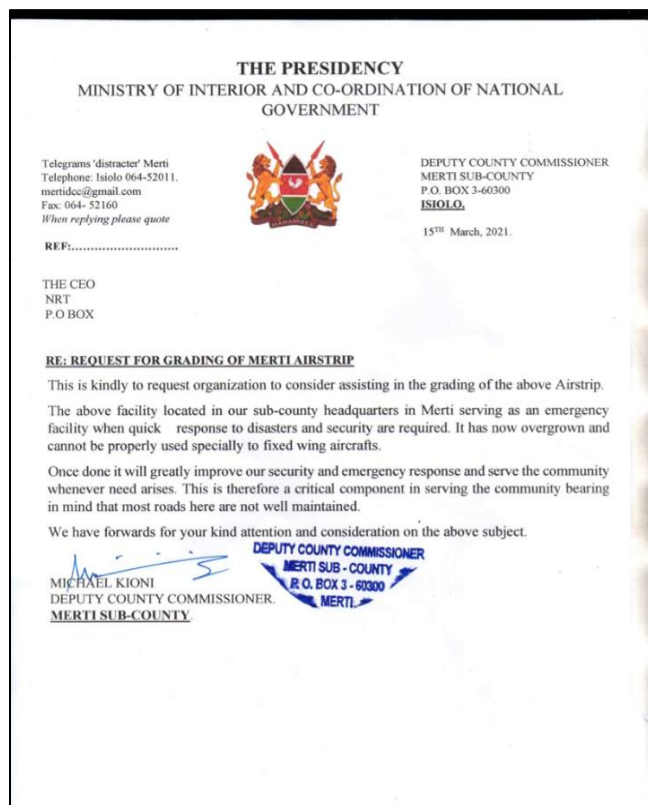 THE PRESIDENCY
MINISTRY OF INTERIOR AND CO-ORDINATION OF NATIONAL
GOVERNMENT
Telegrams 'distracter' Merti
Telephone: Isiolo 064-52011.
mertidcc@gmail.com
Fax: 064- 52160
When replying please quote
REF:...........................
HARAMBEE
DEPUTY COUNTY COMMISSIONER
MERTI SUB-COUNTY
P.O. BOX 3-60300
ISIOLO.
15TH March, 2021.
THE CEO
NRT
P.O BOX
RE: REQUEST FOR GRADING OF MERTI AIRSTRIP
This is kindly to request organization to consider assisting in the grading of the above Airstrip.
The above facility located in our sub-county headquarters in Merti serving as an emergency
facility when quick response to disasters and security are required. It has now overgrown and
cannot be properly used specially to fixed wing aircrafts.
Once done it will greatly improve our security and emergency response and serve the community
whenever need arises. This is therefore a critical component in serving the community bearing
in mind that most roads here are not well maintained.
We have forwards for your kind attention and consideration on the above subject.
MICHAEL KIONI
DEPUTY COUNTY COMMISSIONER.
MERTI SUB-COUNTY.
DEPUTY COUNTY COMMISSIONER
MERTI SUB - COUNTY
P. O. BOX 3 - 60300
MERTI.